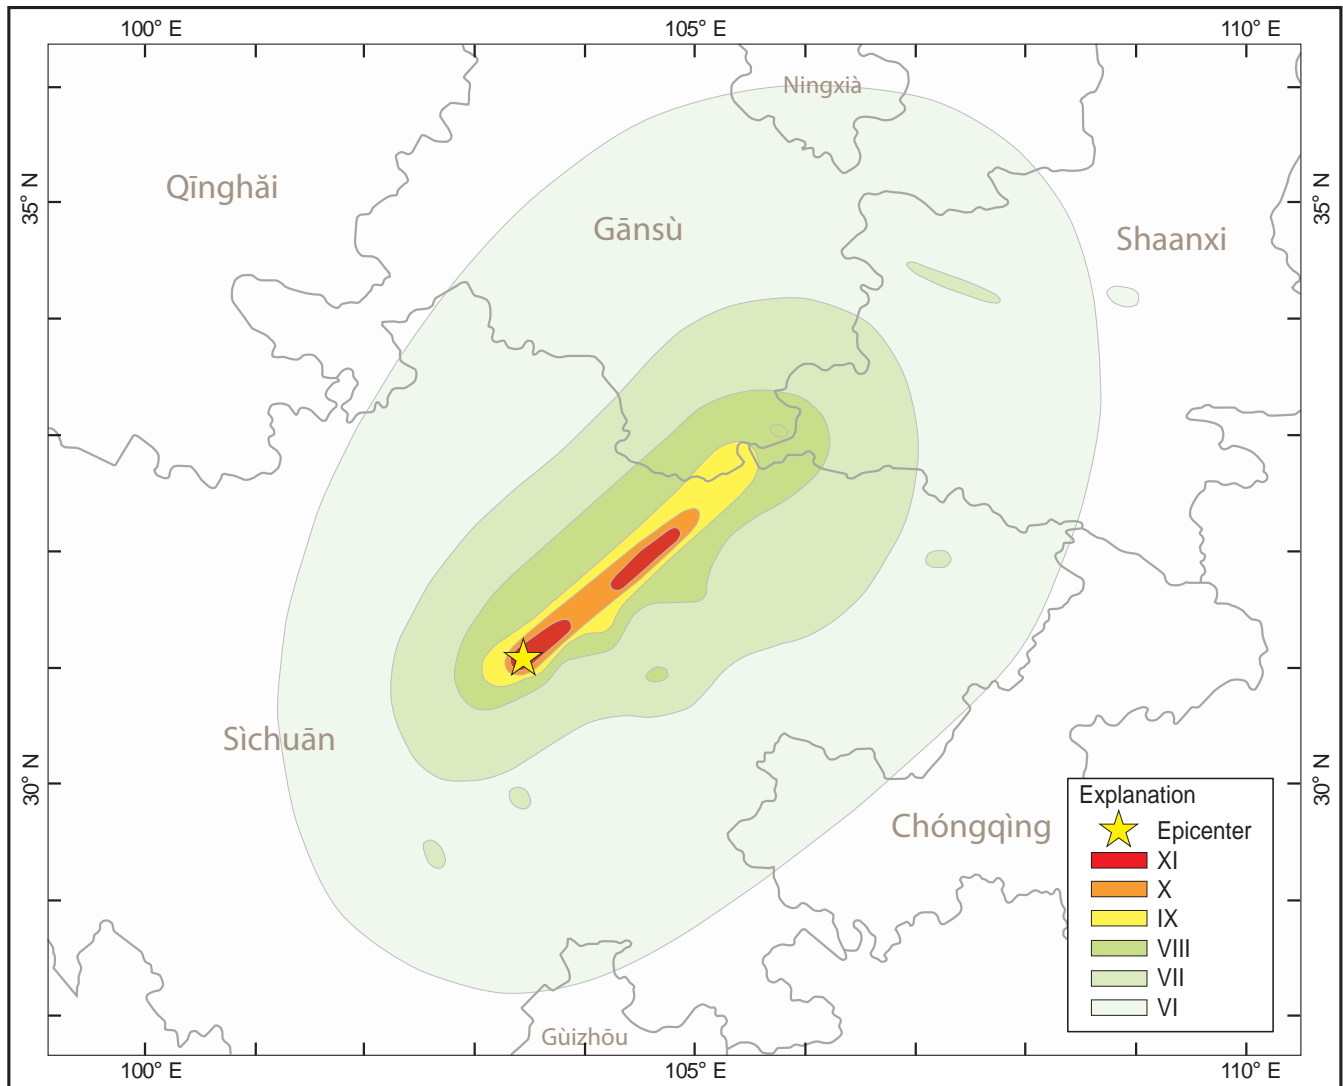 100° E 105° E 110° E
Ningxià
Qīnghăi
35° N
35° N
Gānsù
Shaanxi
Sìchuān
30° N
30° N
Chóngqìng
Gùizhōu
Explanation
Epicenter
XI
X
IX
VIII
VII
VI
100° E 105° E 110° E